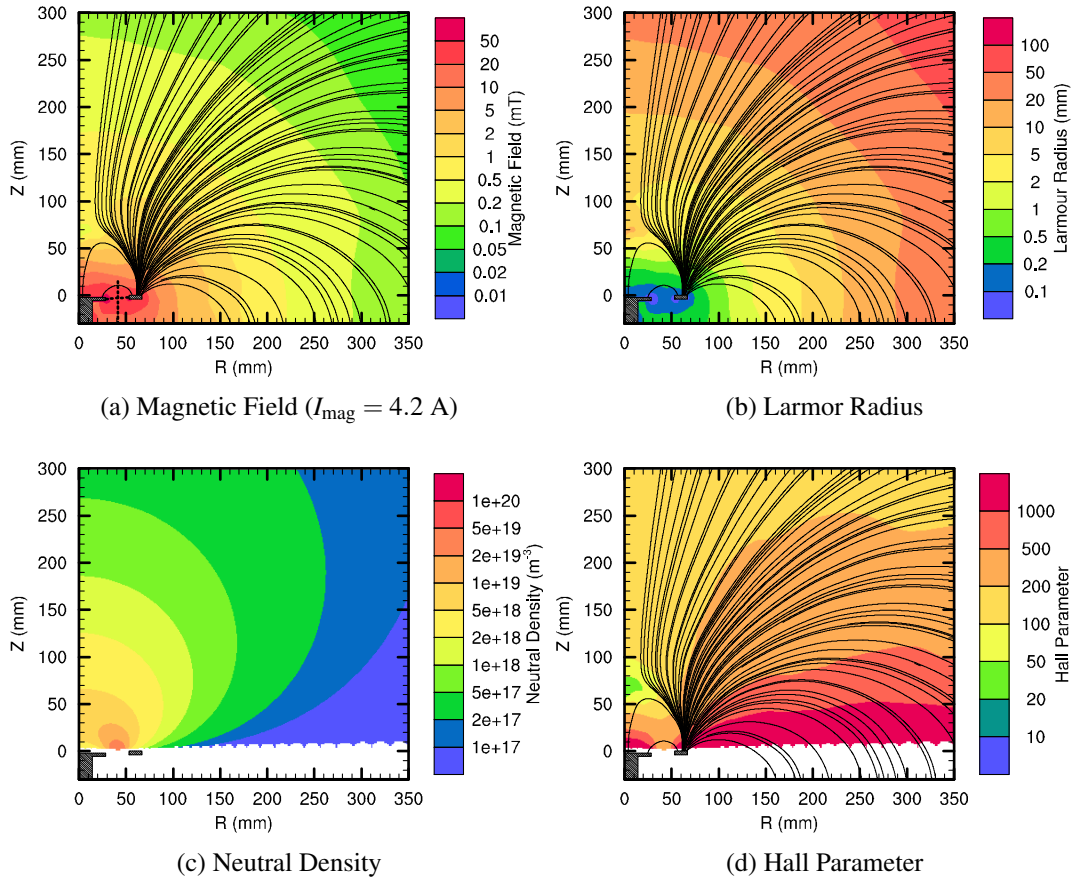 300
250
200
150
100
50
0
Z (mm)
0 50 100 150 200 250 300 350
R (mm)
50
20
10
5
2
1
0.5
0.2
0.1
0.05
0.02
0.01
Magnetic Field (mT)
(a) Magnetic Field (Imag = 4.2 A)
300
250
200
150
100
50
0
Z (mm)
0 50 100 150 200 250 300 350
R (mm)
100
50
20
10
5
2
1
0.5
0.2
0.1
Larmour Radius (mm)
(b) Larmor Radius
300
250
200
150
100
50
0
Z (mm)
0 50 100 150 200 250 300 350
R (mm)
1e+20
5e+19
2e+19
1e+19
5e+18
2e+18
1e+18
5e+17
2e+17
1e+17
Neutral Density (m-3)
(c) Neutral Density
300
250
200
150
100
50
0
Z (mm)
0 50 100 150 200 250 300 350
R (mm)
1000
500
200
100
50
20
10
Hall Parameter
(d) Hall Parameter